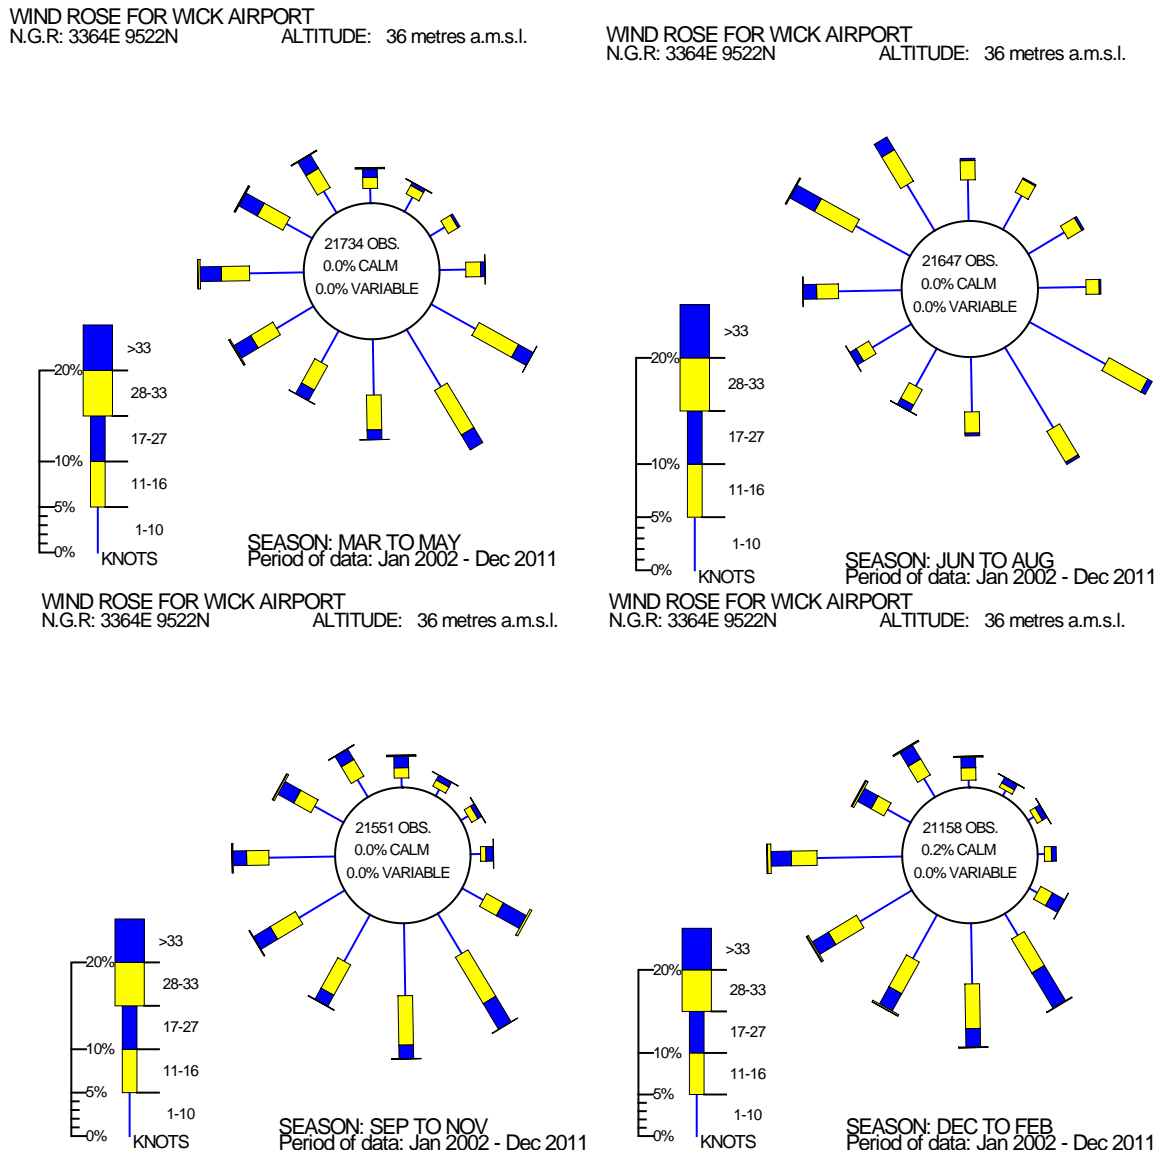 WIND ROSE FOR WICK AIRPORT
N.G.R: 3364E 9522N ALTITUDE: 36 metres a.m.s.l.
21734 OBS.
0.0% CALM
0.0% VARIABLE
>33
20%
28-33
17-27
10%
11-16
5%
1-10
0%
KNOTS
SEASON: MAR TO MAY
Period of data: Jan 2002 - Dec 2011
WIND ROSE FOR WICK AIRPORT
N.G.R: 3364E 9522N ALTITUDE: 36 metres a.m.s.l.
21647 OBS.
0.0% CALM
0.0% VARIABLE
>33
20%
28-33
17-27
10%
11-16
5%
1-10
0%
KNOTS
SEASON: JUN TO AUG
Period of data: Jan 2002 - Dec 2011
WIND ROSE FOR WICK AIRPORT
N.G.R: 3364E 9522N ALTITUDE: 36 metres a.m.s.l.
21551 OBS.
0.0% CALM
0.0% VARIABLE
>33
20%
28-33
17-27
10%
11-16
5%
1-10
0%
KNOTS
SEASON: SEP TO NOV
Period of data: Jan 2002 - Dec 2011
WIND ROSE FOR WICK AIRPORT
N.G.R: 3364E 9522N ALTITUDE: 36 metres a.m.s.l.
21158 OBS.
0.2% CALM
0.0% VARIABLE
>33
20%
28-33
17-27
10%
11-16
5%
1-10
0%
KNOTS
SEASON: DEC TO FEB
Period of data: Jan 2002 - Dec 2011